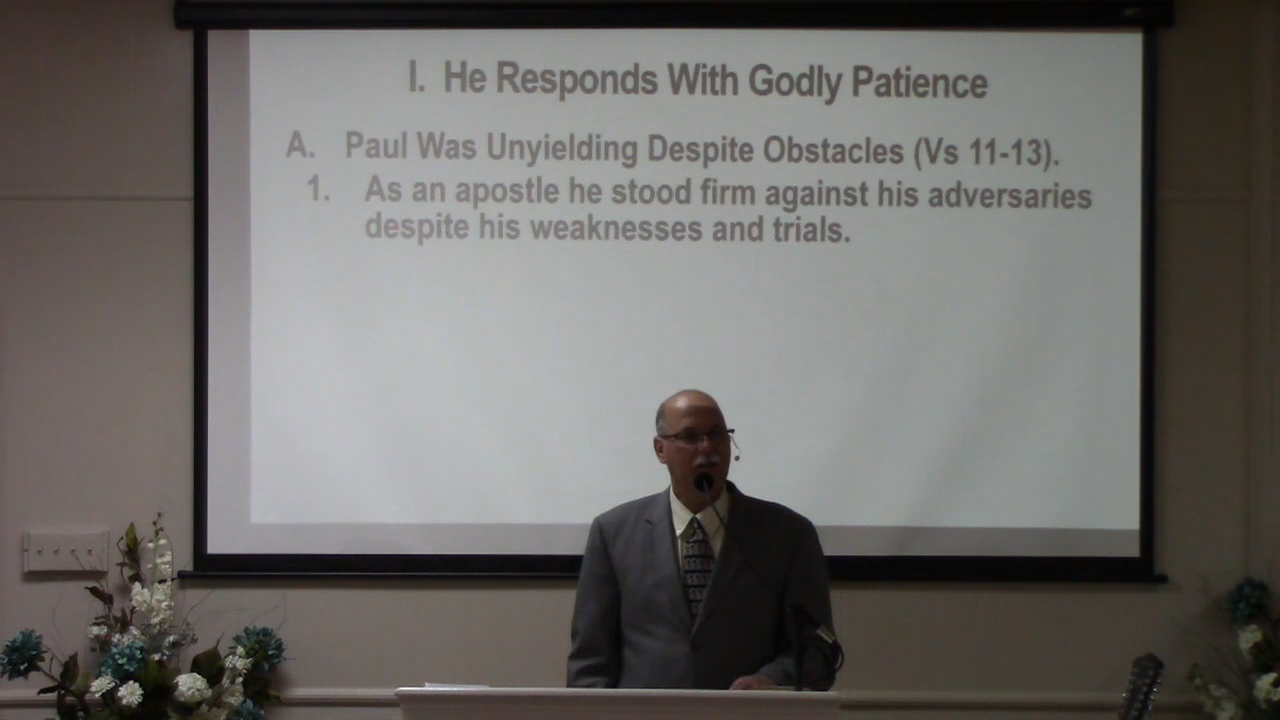 I. He Responds With Godly Patience
A. Paul Was Unyielding Despite Obstacles (Vs 11-13).
1. As an apostle he stood firm against his adversaries
despite his weaknesses and trials.